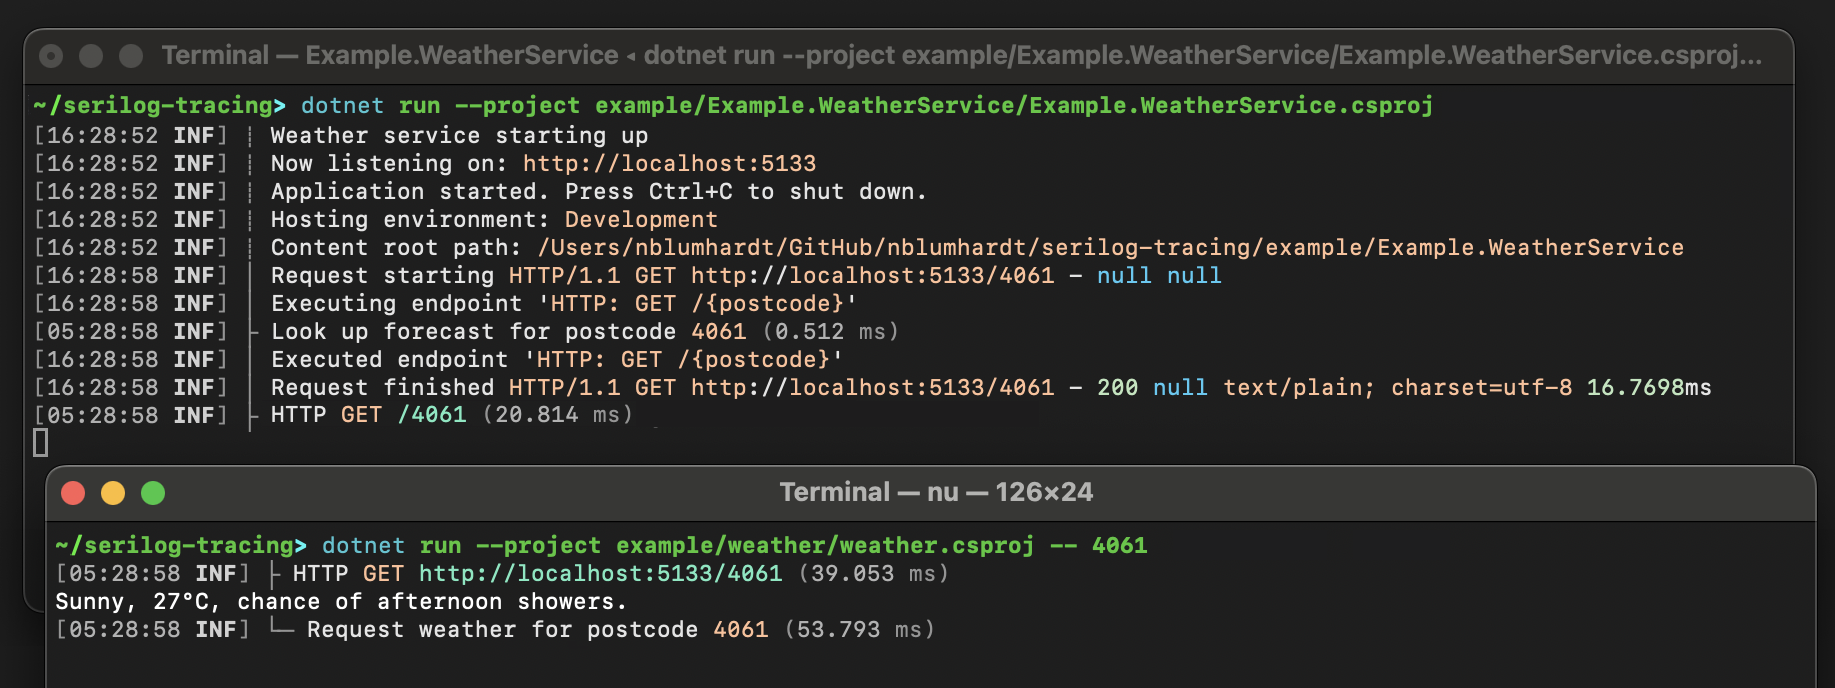 Terminal — Example.WeatherService ◂ dotnet run --project example/Example.WeatherService/Example.WeatherService.csproj...
~/serilog-tracing> dotnet run --project example/Example.WeatherService/Example.WeatherService.csproj
[16:28:52 INF] ┆ Weather service starting up
[16:28:52 INF] ┆ Now listening on: http://localhost:5133
[16:28:52 INF] ┆ Application started. Press Ctrl+C to shut down.
[16:28:52 INF] ┆ Hosting environment: Development
[16:28:52 INF] ┆ Content root path: /Users/nblumhardt/GitHub/nblumhardt/serilog-tracing/example/Example.WeatherService
[16:28:58 INF] │ Request starting HTTP/1.1 GET http://localhost:5133/4061 - null null
[16:28:58 INF] │ Executing endpoint 'HTTP: GET /{postcode}'
[05:28:58 INF] ├ Look up forecast for postcode 4061 (0.512 ms)
[16:28:58 INF] │ Executed endpoint 'HTTP: GET /{postcode}'
[16:28:58 INF] │ Request finished HTTP/1.1 GET http://localhost:5133/4061 - 200 null text/plain; charset=utf-8 16.7698ms
[05:28:58 INF] ├ HTTP GET /4061 (20.814 ms)
Terminal — nu — 126×24
~/serilog-tracing> dotnet run --project example/weather/weather.csproj -- 4061
[05:28:58 INF] ├ HTTP GET http://localhost:5133/4061 (39.053 ms)
Sunny, 27°C, chance of afternoon showers.
[05:28:58 INF] └─ Request weather for postcode 4061 (53.793 ms)